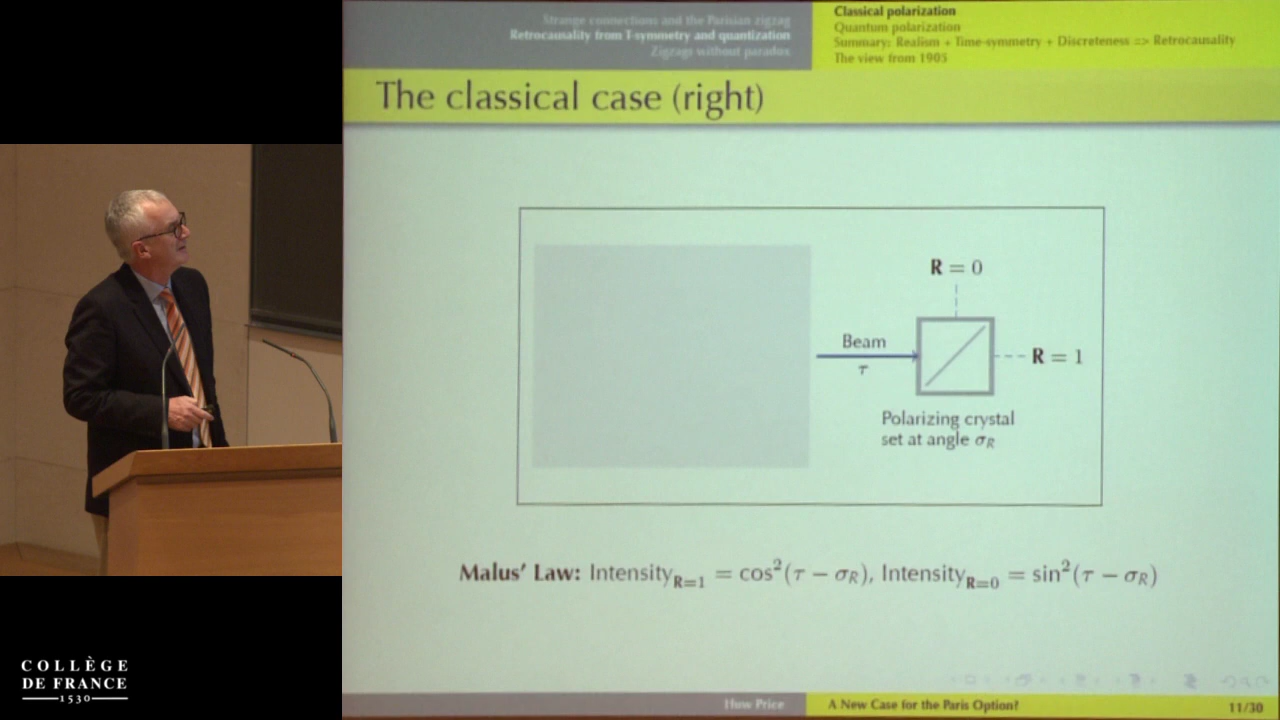 Strange connections and the Parisian zigzag
Retrocausality from T-symmetry and quantization
Zigzags without paradox
Classical polarization
Quantum polarization
Summary: Realism + Time-symmetry + Discreteness => Retrocausality
The view from 1905
The classical case (right)
R = 0
Beam
τ
R = 1
Polarizing crystal
set at angle σ_R
Malus' Law: Intensity_R=1 = cos²(τ − σ_R), Intensity_R=0 = sin²(τ − σ_R)
Huw Price
A New Case for the Paris Option?
11/30
COLLÈGE
DE FRANCE
1530